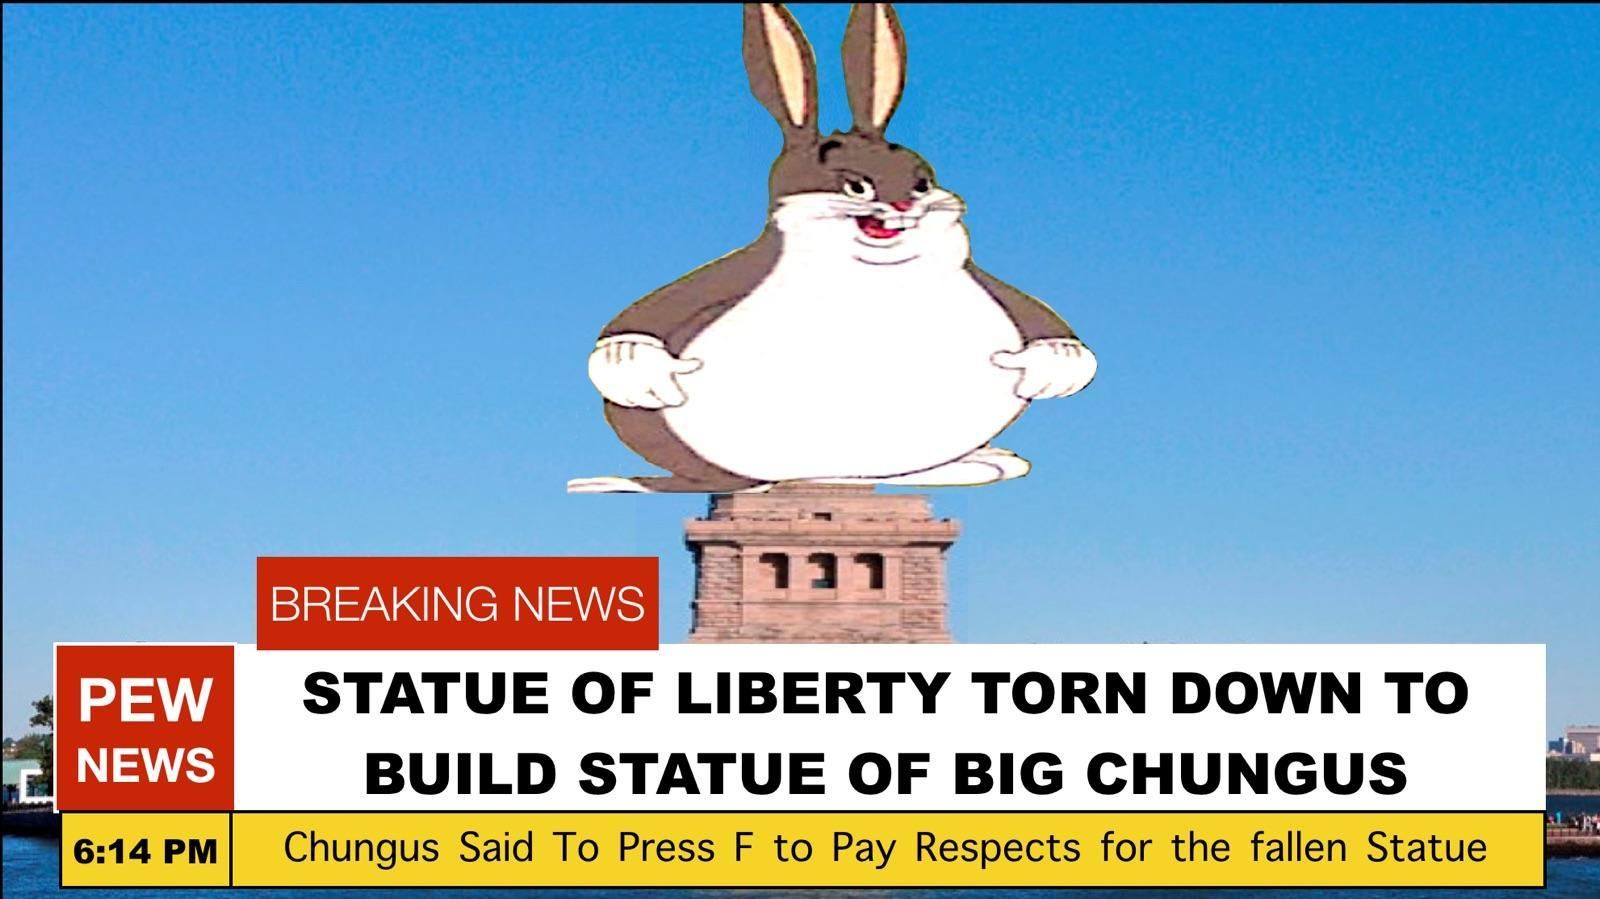 BREAKING NEWS
PEW
NEWS
STATUE OF LIBERTY TORN DOWN TO
BUILD STATUE OF BIG CHUNGUS
6:14 PM
Chungus Said To Press F to Pay Respects for the fallen Statue